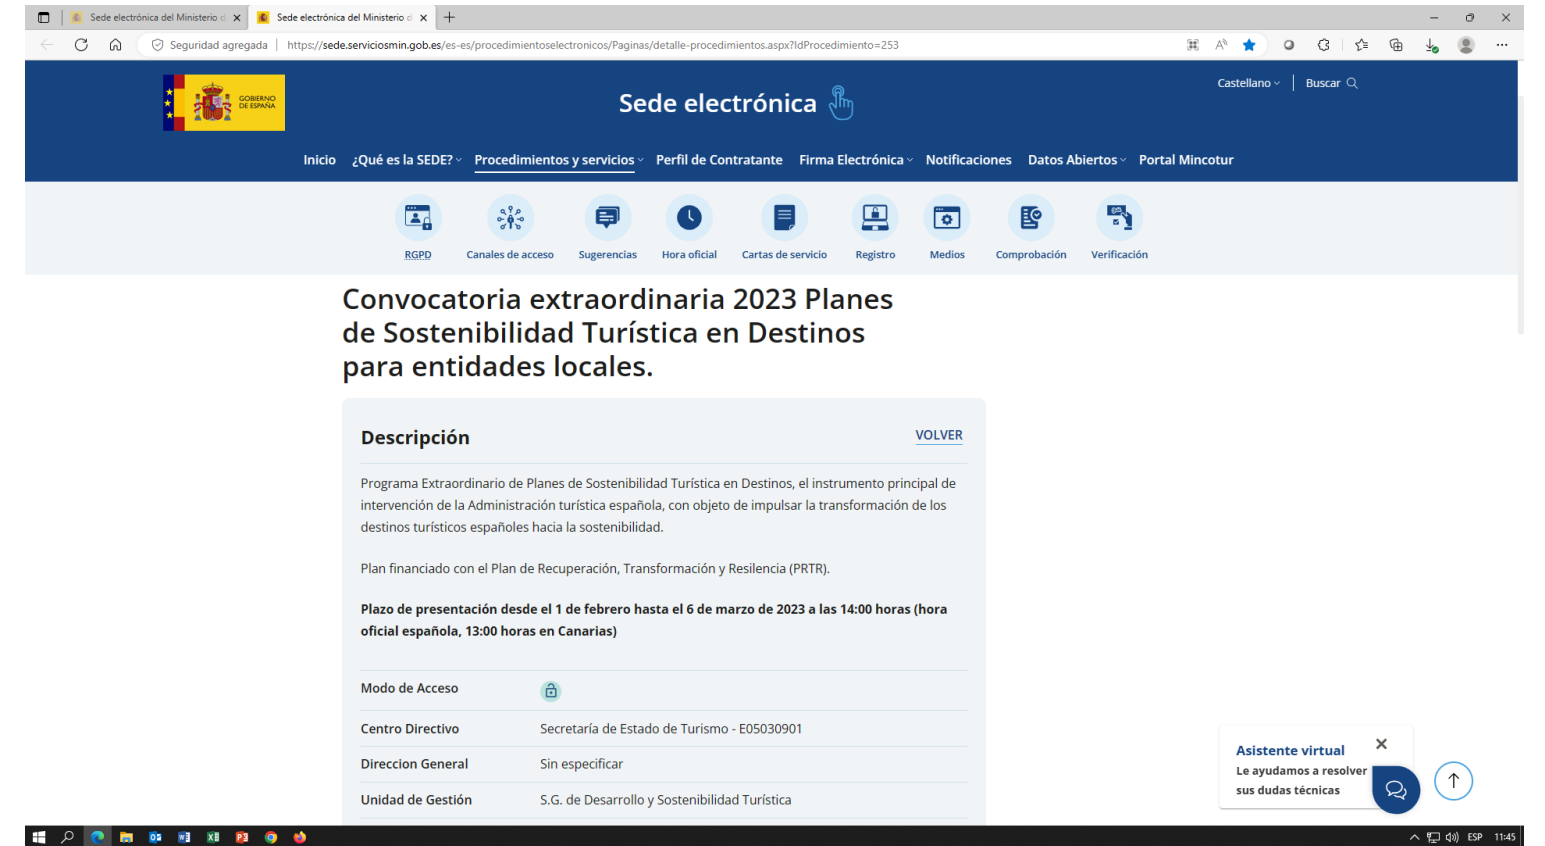 Sede electrónica del Ministerio d
Sede electrónica del Ministerio d
Seguridad agregada
https://sede.serviciosmin.gob.es/es-es/procedimientoselectronicos/Paginas/detalle-procedimientos.aspx?IdProcedimiento=253
GOBIERNO
DE ESPAÑA
Sede electrónica
Castellano
Buscar
Inicio ¿Qué es la SEDE? Procedimientos y servicios Perfil de Contratante Firma Electrónica Notificaciones Datos Abiertos Portal Mincotur
RGPD Canales de acceso Sugerencias Hora oficial Cartas de servicio Registro Medios Comprobación Verificación
Convocatoria extraordinaria 2023 Planes
de Sostenibilidad Turística en Destinos
para entidades locales.
Descripción VOLVER
Programa Extraordinario de Planes de Sostenibilidad Turística en Destinos, el instrumento principal de
intervención de la Administración turística española, con objeto de impulsar la transformación de los
destinos turísticos españoles hacia la sostenibilidad.
Plan financiado con el Plan de Recuperación, Transformación y Resilencia (PRTR).
Plazo de presentación desde el 1 de febrero hasta el 6 de marzo de 2023 a las 14:00 horas (hora
oficial española, 13:00 horas en Canarias)
Modo de Acceso
Centro Directivo Secretaría de Estado de Turismo - E05030901
Direccion General Sin especificar
Unidad de Gestión S.G. de Desarrollo y Sostenibilidad Turística
Asistente virtual
Le ayudamos a resolver
sus dudas técnicas
ESP 11:45